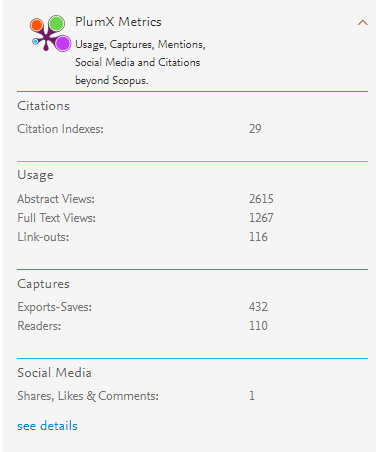 PlumX Metrics
Usage, Captures, Mentions,
Social Media and Citations
beyond Scopus.
Citations
Citation Indexes: 29
Usage
Abstract Views: 2615
Full Text Views: 1267
Link-outs: 116
Captures
Exports-Saves: 432
Readers: 110
Social Media
Shares, Likes & Comments: 1
see details